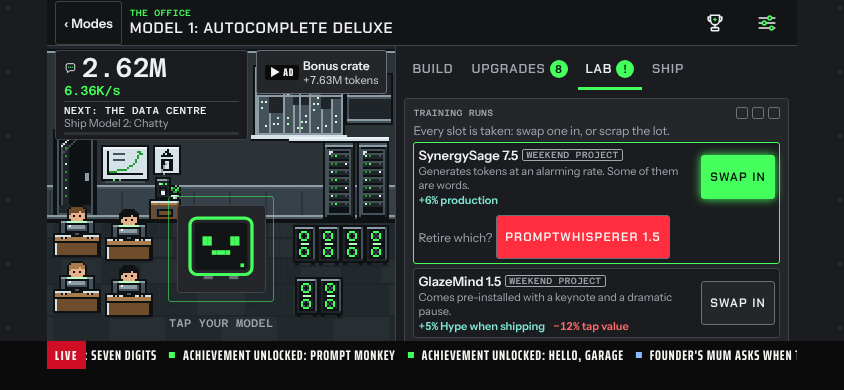 ‹ Modes
THE OFFICE
MODEL 1: AUTOCOMPLETE DELUXE
2.62M
6.36K/s
NEXT: THE DATA CENTRE
Ship Model 2: Chatty
AD
Bonus crate
+7.63M tokens
TAP YOUR MODEL
BUILD
UPGRADES 8
LAB !
SHIP
TRAINING RUNS
Every slot is taken: swap one in, or scrap the lot.
SynergySage 7.5 WEEKEND PROJECT
Generates tokens at an alarming rate. Some of them
are words.
+6% production
SWAP IN
Retire which? PROMPTWHISPERER 1.5
GlazeMind 1.5 WEEKEND PROJECT
Comes pre-installed with a keynote and a dramatic
pause.
+5% Hype when shipping −12% tap value
SWAP IN
LIVE : SEVEN DIGITS ACHIEVEMENT UNLOCKED: PROMPT MONKEY ACHIEVEMENT UNLOCKED: HELLO, GARAGE FOUNDER'S MUM ASKS WHEN